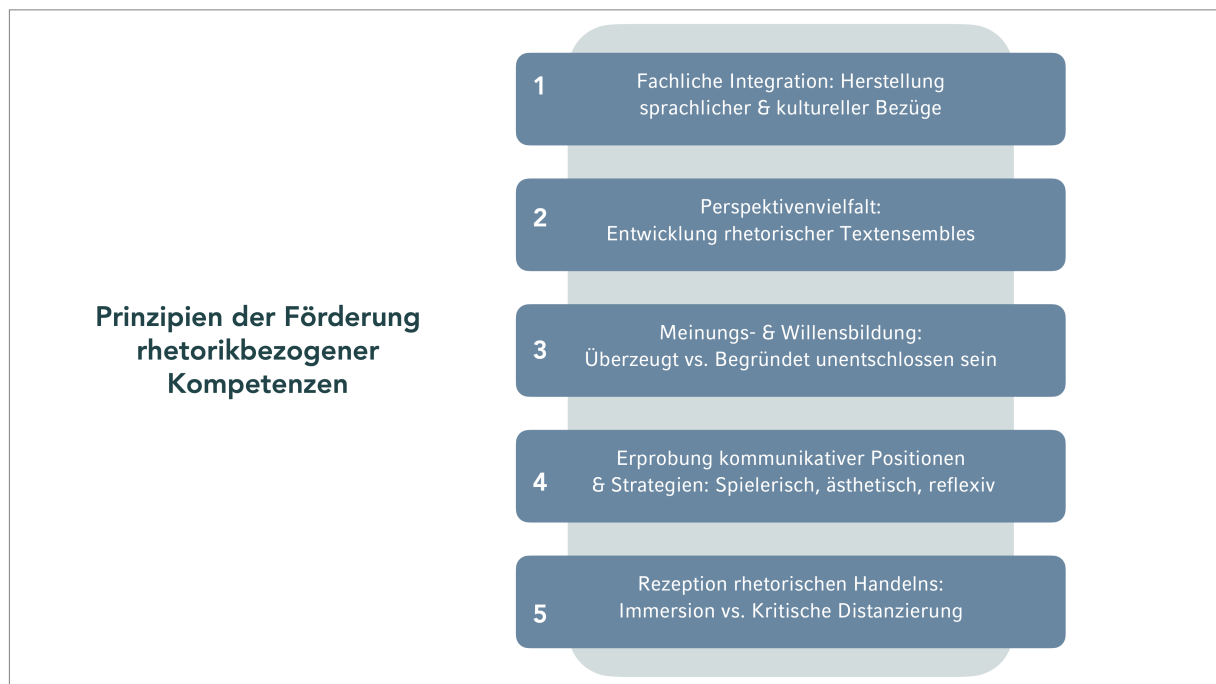 Prinzipien der Förderung
rhetorikbezogener
Kompetenzen
1
Fachliche Integration: Herstellung
sprachlicher & kultureller Bezüge
2
Perspektivenvielfalt:
Entwicklung rhetorischer Textensembles
3
Meinungs- & Willensbildung:
Überzeugt vs. Begründet unentschlossen sein
4
Erprobung kommunikativer Positionen
& Strategien: Spielerisch, ästhetisch, reflexiv
5
Rezeption rhetorischen Handelns:
Immersion vs. Kritische Distanzierung